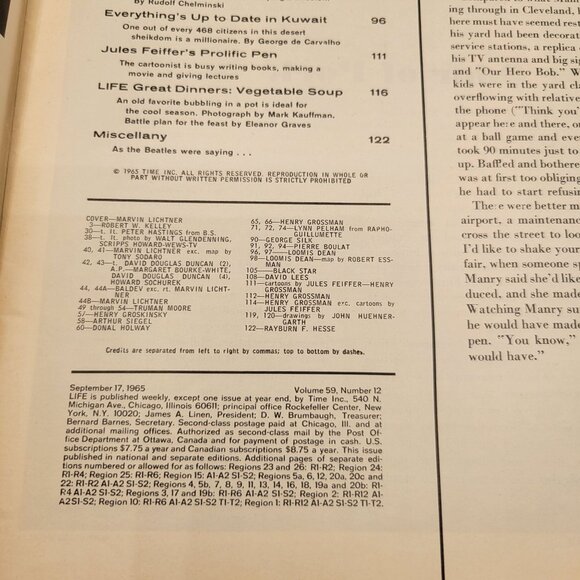 by Rudolf Chelminski
Everything's Up to Date in Kuwait 96
One out of every 468 citizens in this desert
sheikdom is a millionaire. By George de Carvalho
Jules Feiffer's Prolific Pen 111
The cartoonist is busy writing books, making a
movie and giving lectures
LIFE Great Dinners: Vegetable Soup 116
An old favorite bubbling in a pot is ideal for
the cool season. Photograph by Mark Kauffman.
Battle plan for the feast by Eleanor Graves
Miscellany 122
As the Beatles were saying . . .
© 1965 TIME INC. ALL RIGHTS RESERVED. REPRODUCTION IN WHOLE OR
PART WITHOUT WRITTEN PERMISSION IS STRICTLY PROHIBITED
COVER—MARVIN LICHTNER
3—ROBERT W. KELLEY
30—t. lt. PETER HASTINGS from B.S.
38—t. lt. photo by WALT GLENDENNING,
SCRIPPS HOWARD-WEWS-TV
40, 41—MARVIN LICHTNER exc. map by
TONY SODARO
42, 43—t. DAVID DOUGLAS DUNCAN (2),
A.P.—MARGARET BOURKE-WHITE,
DAVID DOUGLAS DUNCAN,
HOWARD SOCHUREK
44, 44A—BALDEV exc. rt. MARVIN LICHT-
NER
44B—MARVIN LICHTNER
49 through 54—TRUMAN MOORE
57—HENRY GROSKINSKY
58—ARTHUR SIEGEL
60—DONAL HOLWAY
65, 66—HENRY GROSSMAN
71, 72, 74—LYNN PELHAM from RAPHO-
GUILLUMETTE
90—GEORGE SILK
91, 92, 94—PIERRE BOULAT
96, 97—LOOMIS DEAN
98—LOOMIS DEAN—map by ROBERT ESS-
MAN
105—BLACK STAR
108—DAVID LEES
111—cartoons by JULES FEIFFER—HENRY
GROSSMAN
112—HENRY GROSSMAN
114—HENRY GROSSMAN exc. cartoons by
JULES FEIFFER
119, 120—drawings by JOHN HUEHNER-
GARTH
122—RAYBURN F. HESSE
Credits are separated from left to right by commas; top to bottom by dashes.
September 17, 1965 Volume 59, Number 12
LIFE is published weekly, except one issue at year end, by Time Inc., 540 N.
Michigan Ave., Chicago, Illinois 60611; principal office Rockefeller Center, New
York, N.Y. 10020; James A. Linen, President; D. W. Brumbaugh, Treasurer;
Bernard Barnes, Secretary. Second-class postage paid at Chicago, Ill. and at
additional mailing offices. Authorized as second-class mail by the Post Of-
fice Department at Ottawa, Canada and for payment of postage in cash. U.S.
subscriptions $7.75 a year and Canadian subscriptions $8.75 a year. This issue
published in national and separate editions. Additional pages of separate edi-
tions numbered or allowed for as follows: Regions 23 and 26: R1-R2; Region 24:
R1-R4; Region 25: R1-R6; Region 15: A1-A2 S1-S2; Regions 5a, 6, 12, 20a, 20c and
22: R1-R2 A1-A2 S1-S2; Regions 4, 5b, 7, 8, 9, 11, 13, 14, 16, 18, 19a and 20b: R1-
R4 A1-A2 S1-S2; Regions 3, 17 and 19b: R1-R6 A1-A2 S1-S2; Region 2: R1-R12 A1-
A2 S1-S2; Region 10: R1-R6 A1-A2 S1-S2 T1-T2; Region 1: R1-R12 A1-A2 S1-S2 T1-T2.
ing through in Cleveland,
here must have seemed rest
his yard had been decorat
service stations, a replica
his TV antenna and big sig
and "Our Hero Bob." W
kids were in the yard
overflowing with relative
the phone ("Think you'
appear here and there, or
at a ball game and ever
took 90 minutes just to
up. Baffled and bothere
was at first too obliging
he had to start refusing
There were better m
airport, a maintenance
cross the street to loo
I'd like to shake your
fair, when someone s
Manry said she'd like
duced, and she made
Watching Manry su
he would have made
pen. "You know,"
would have."